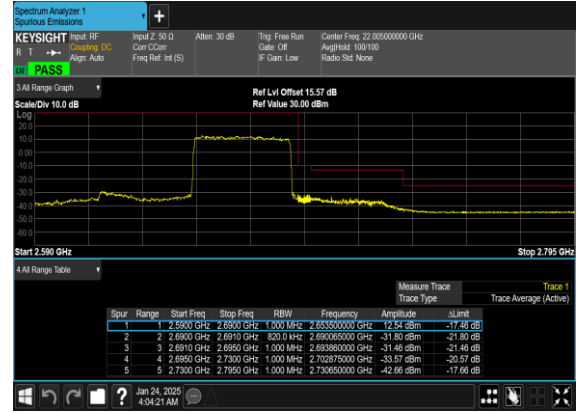 Spectrum Analyzer 1
Spurious Emissions
KEYSIGHT
R T
LW PASS
Input: RF
Coupling: DC
Align: Auto
Input Z: 50 Ω
Corr CCorr
Freq Ref: Int (S)
Atten: 30 dB
Trig: Free Run
Gate: Off
IF Gain: Low
Center Freq: 22.005000000 GHz
Avg|Hold: 100/100
Radio Std: None
3 All Range Graph
Scale/Div 10.0 dB
Ref Lvl Offset 15.57 dB
Ref Value 30.00 dBm
Log
20.0
10.0
0.00
-10.0
-20.0
-30.0
-40.0
-50.0
-60.0
Start 2.590 GHz
Stop 2.795 GHz
4 All Range Table
Measure Trace Trace 1
Trace Type Trace Average (Active)
Spur Range Start Freq Stop Freq RBW Frequency Amplitude ΔLimit
1 1 2.5900 GHz 2.6900 GHz 1.000 MHz 2.653500000 GHz 12.54 dBm -17.46 dB
2 2 2.6900 GHz 2.6910 GHz 820.0 kHz 2.690065000 GHz -31.80 dBm -21.80 dB
3 3 2.6910 GHz 2.6950 GHz 1.000 MHz 2.693860000 GHz -31.46 dBm -21.46 dB
4 4 2.6950 GHz 2.7300 GHz 1.000 MHz 2.702875000 GHz -33.57 dBm -20.57 dB
5 5 2.7300 GHz 2.7950 GHz 1.000 MHz 2.730650000 GHz -42.66 dBm -17.66 dB
Jan 24, 2025
4:04:21 AM